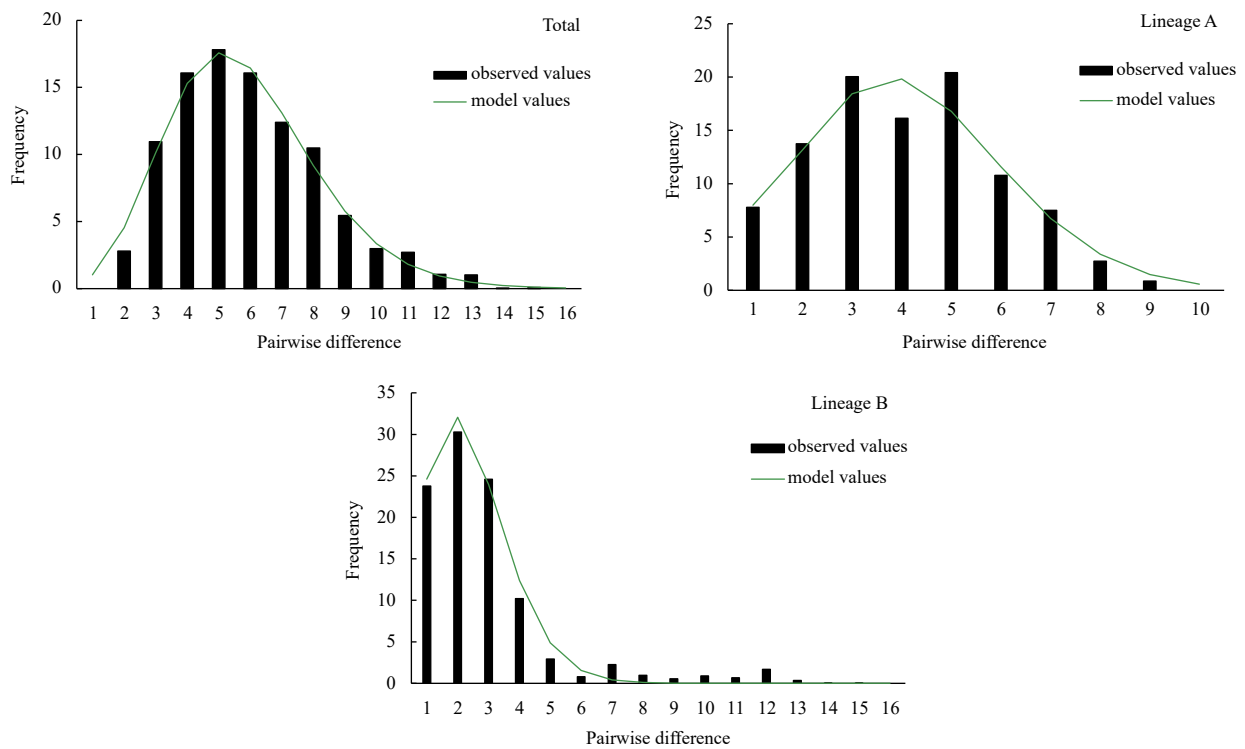 Total
observed values
model values
Frequency
20
15
10
5
0
1 2 3 4 5 6 7 8 9 10 11 12 13 14 15 16
Pairwise difference
Lineage A
observed values
model values
Frequency
25
20
15
10
5
0
1 2 3 4 5 6 7 8 9 10
Pairwise difference
Lineage B
observed values
model values
Frequency
35
30
25
20
15
10
5
0
1 2 3 4 5 6 7 8 9 10 11 12 13 14 15 16
Pairwise difference